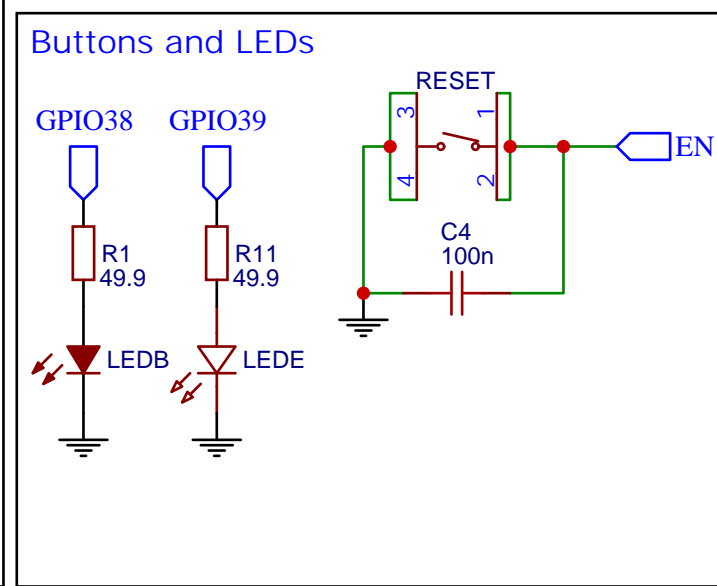 Buttons and LEDs
RESET
GPIO38 GPIO39
3 1
4 2
EN
R1
49.9
R11
49.9
C4
100n
LEDB
LEDE